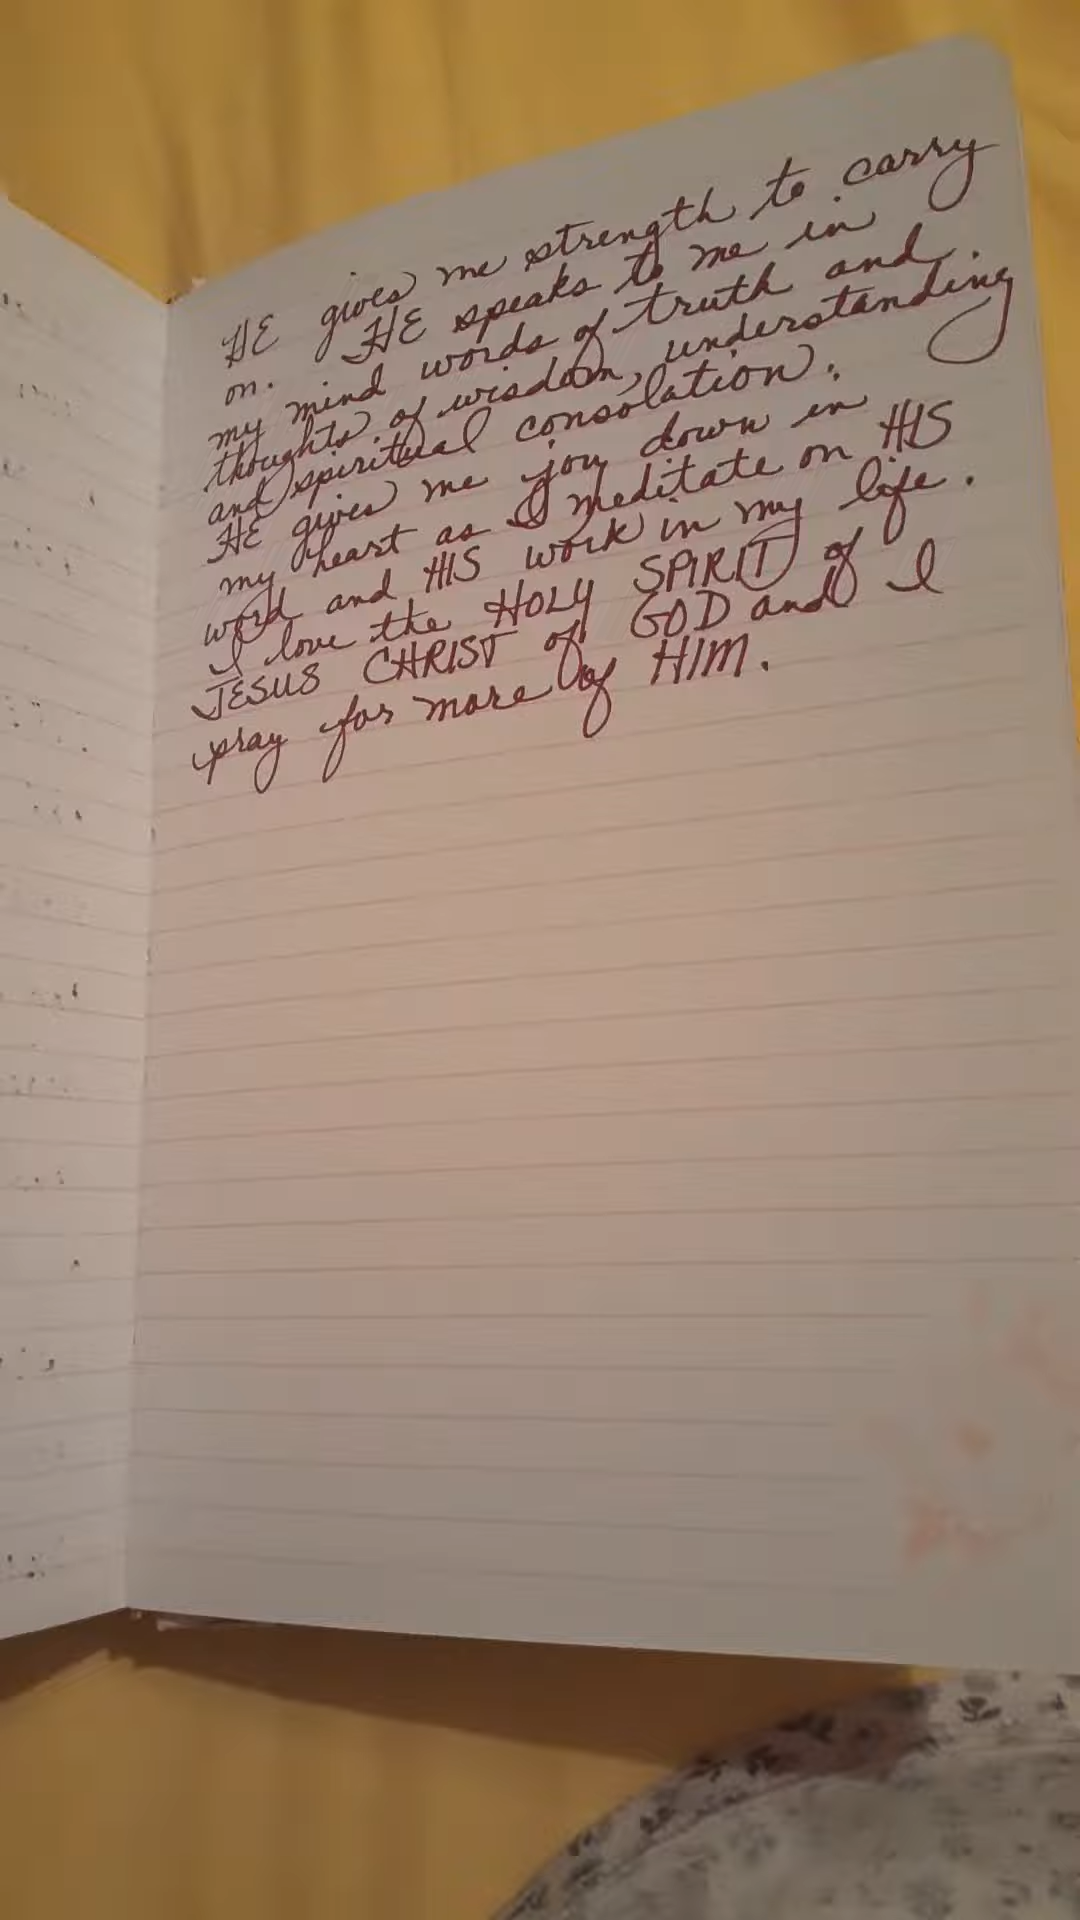 HE gives me strength to carry
on. HE speaks to me in
my mind words of truth and
thoughts of wisdom, understanding
and spiritual consolation.
HE gives me joy down in
my heart as I meditate on HIS
word and HIS work in my life.
I love the HOLY SPIRIT of
JESUS CHRIST of GOD and I
pray for more of HIM.